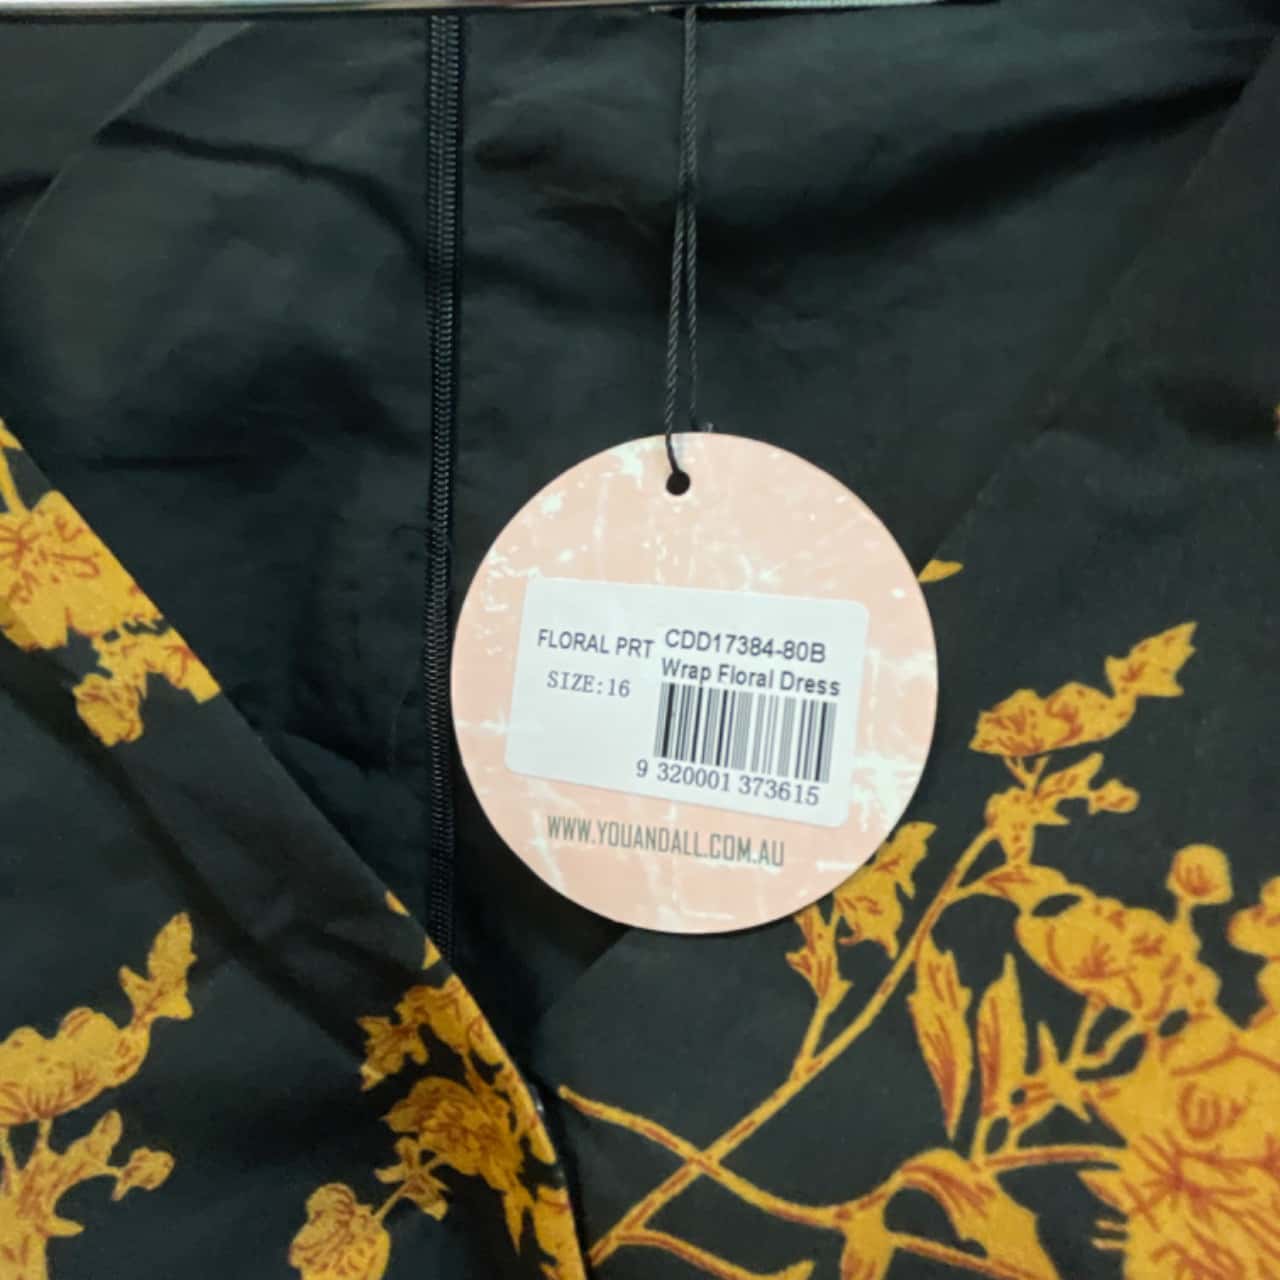 FLORAL PRT CDD17384-80B
Wrap Floral Dress
SIZE:16
9 320001 373615
WWW.YOUANDALL.COM.AU